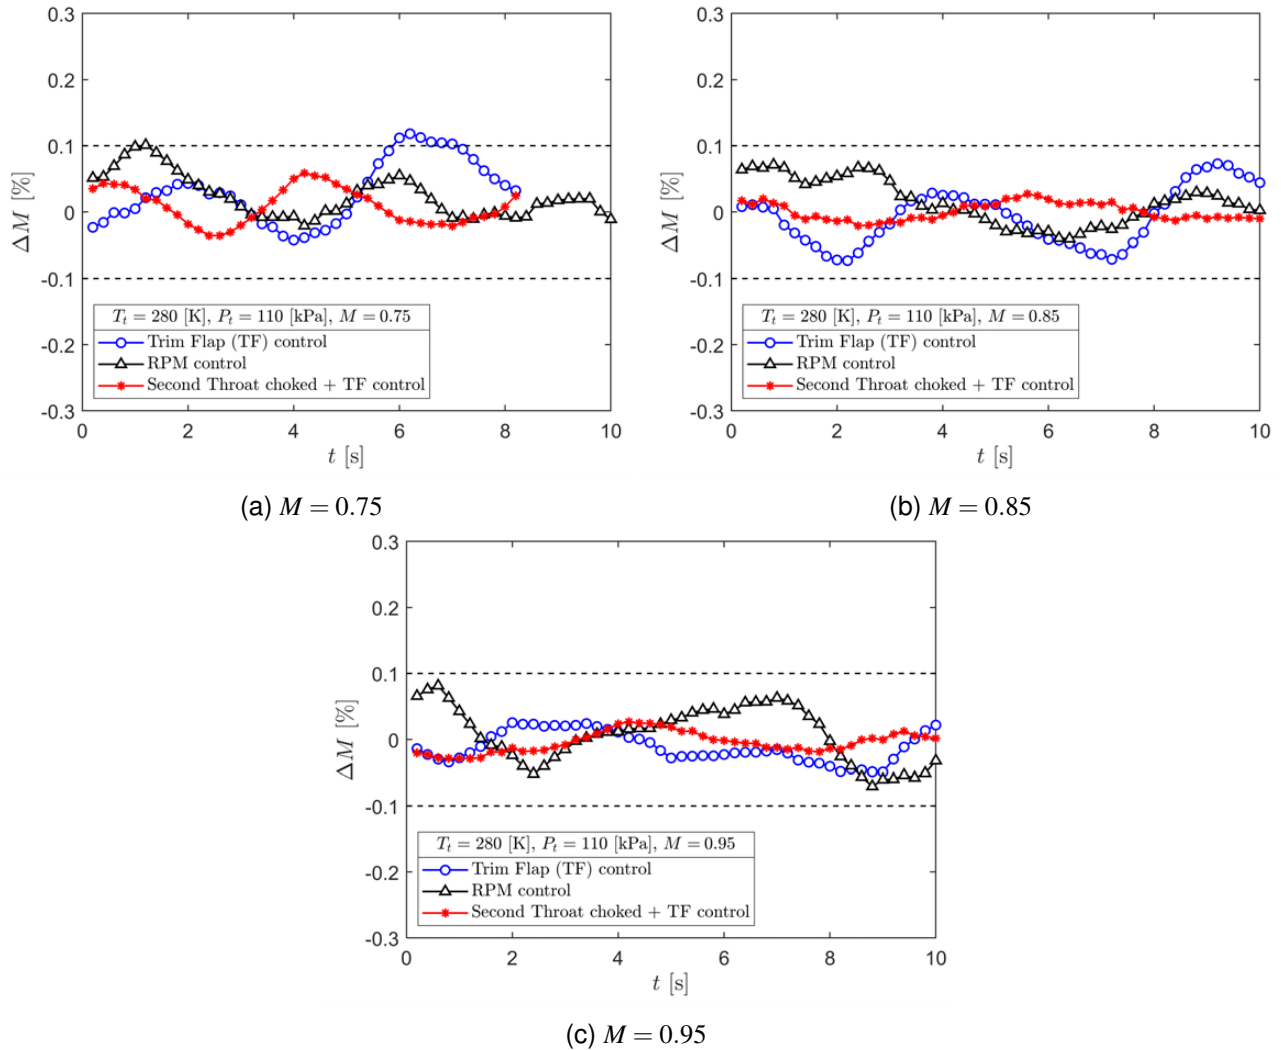 0.3
0.2
0.1
0
-0.1
-0.2
-0.3
ΔM [%]
T_t = 280 [K], P_t = 110 [kPa], M = 0.75
Trim Flap (TF) control
RPM control
Second Throat choked + TF control
0 2 4 6 8 10
t [s]
(a) M = 0.75
0.3
0.2
0.1
0
-0.1
-0.2
-0.3
ΔM [%]
T_t = 280 [K], P_t = 110 [kPa], M = 0.85
Trim Flap (TF) control
RPM control
Second Throat choked + TF control
0 2 4 6 8 10
t [s]
(b) M = 0.85
0.3
0.2
0.1
0
-0.1
-0.2
-0.3
ΔM [%]
T_t = 280 [K], P_t = 110 [kPa], M = 0.95
Trim Flap (TF) control
RPM control
Second Throat choked + TF control
0 2 4 6 8 10
t [s]
(c) M = 0.95